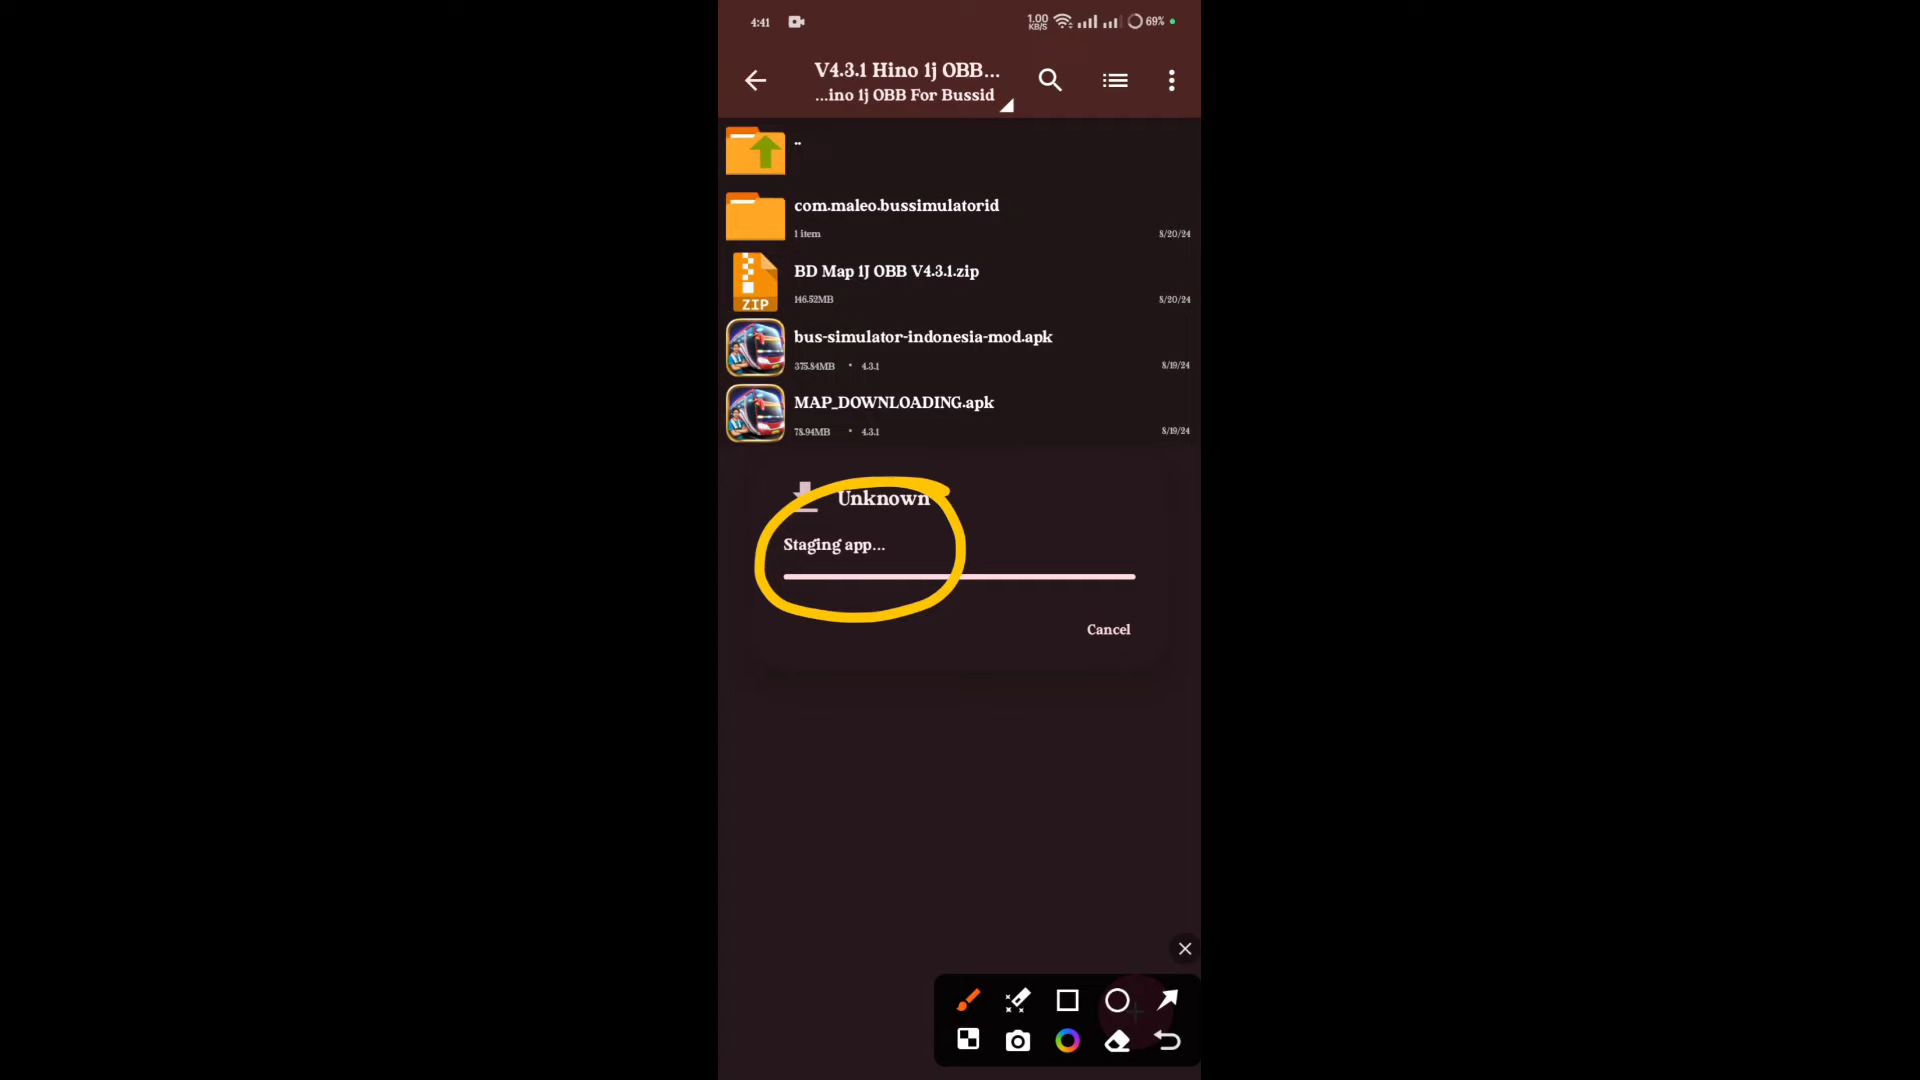 4:41
1.00
KB/S
69%
V4.3.1 Hino 1j OBB...
...ino 1j OBB For Bussid
..
com.maleo.bussimulatorid
1 item
8/20/24
BD Map 1J OBB V4.3.1.zip
146.52MB
8/20/24
ZIP
bus-simulator-indonesia-mod.apk
375.84MB • 4.3.1
8/19/24
MAP_DOWNLOADING.apk
78.94MB • 4.3.1
8/19/24
Unknown
Staging app...
Cancel